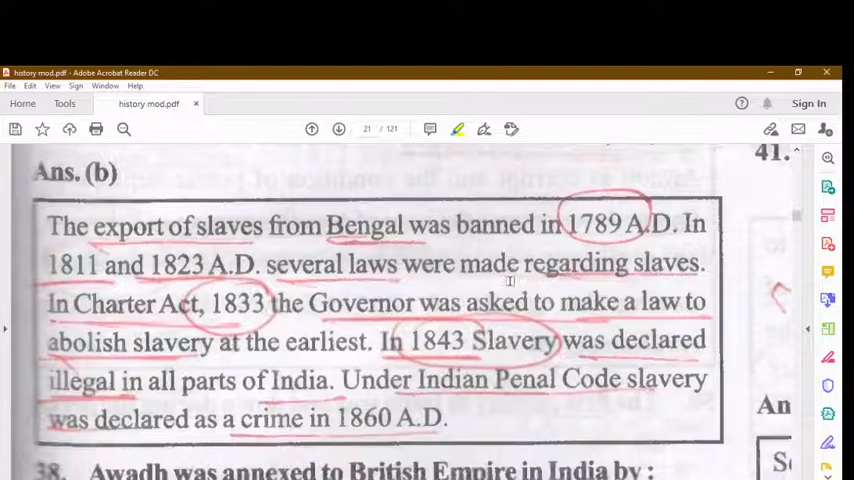 history mod.pdf - Adobe Acrobat Reader DC
File Edit View Sign Window Help
Home Tools history mod.pdf × Sign In
21 / 121
41.
Ans. (b)
The export of slaves from Bengal was banned in 1789 A.D. In
1811 and 1823 A.D. several laws were made regarding slaves.
In Charter Act, 1833 the Governor was asked to make a law to
abolish slavery at the earliest. In 1843 Slavery was declared
illegal in all parts of India. Under Indian Penal Code slavery
was declared as a crime in 1860 A.D.
An
38. Awadh was annexed to British Empire in India by :